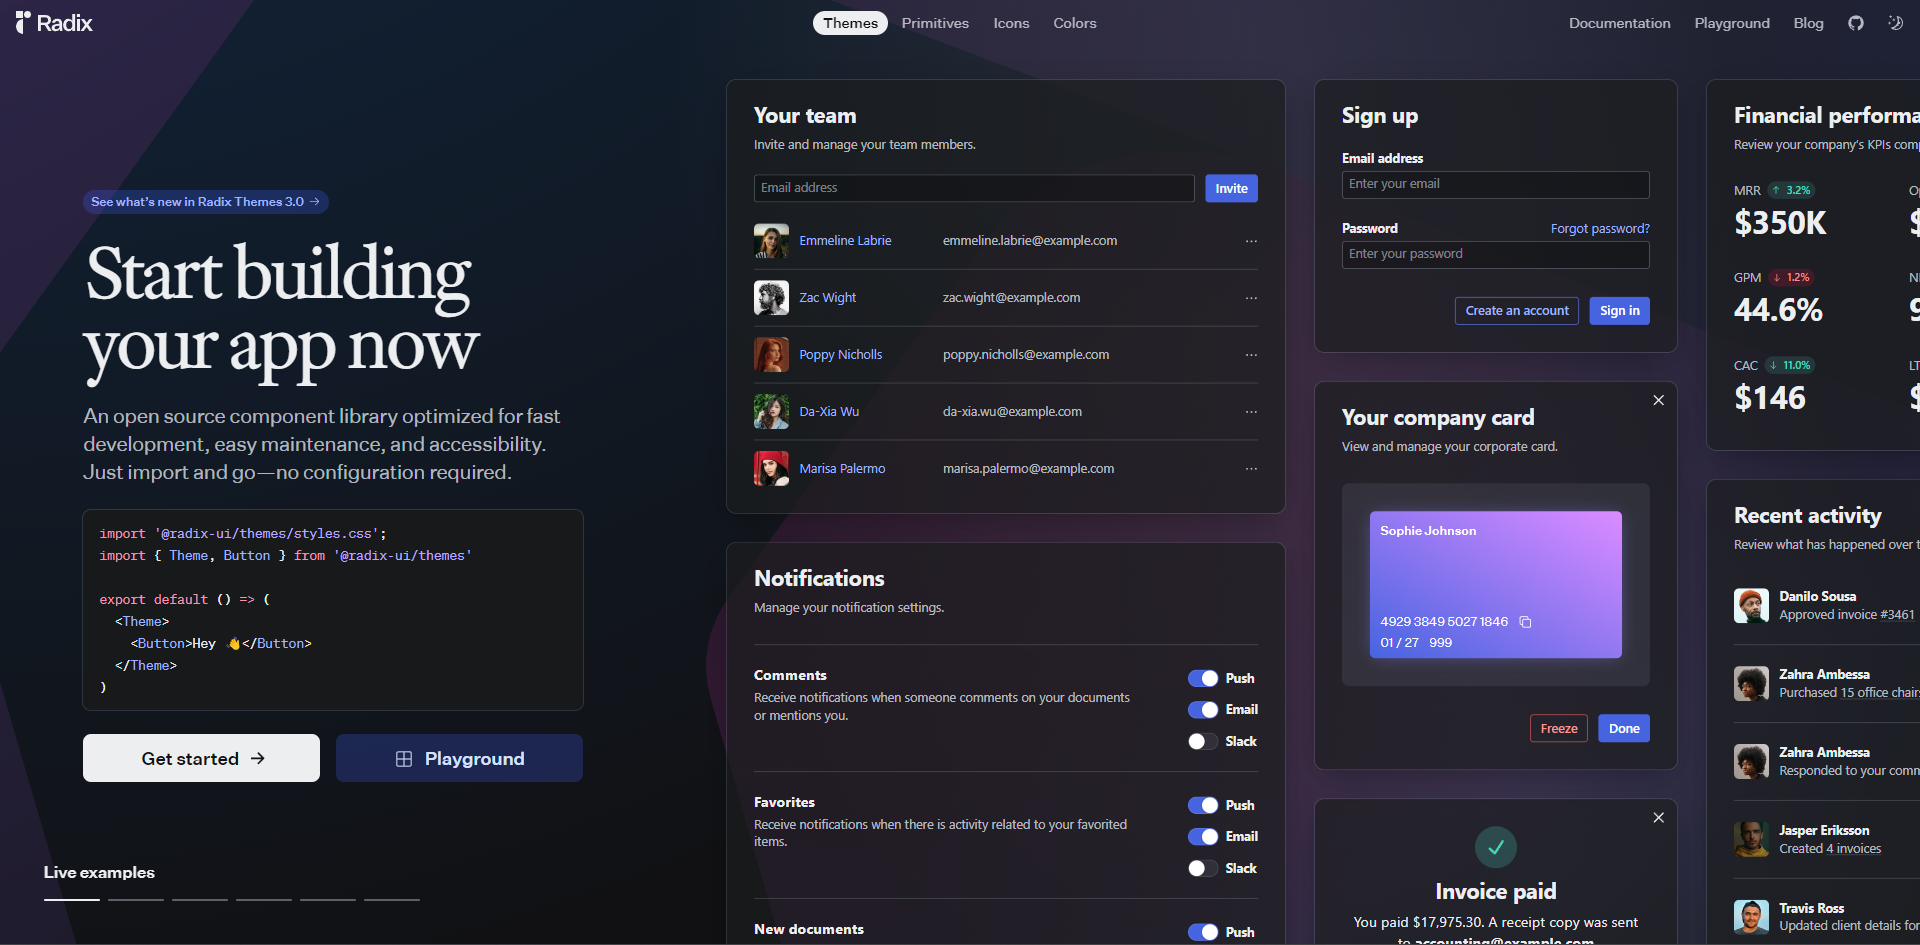 Radix
Themes
Primitives
Icons
Colors
Documentation
Playground
Blog
See what's new in Radix Themes 3.0 →
Start building
your app now
An open source component library optimized for fast
development, easy maintenance, and accessibility.
Just import and go—no configuration required.
import '@radix-ui/themes/styles.css';
import { Theme, Button } from '@radix-ui/themes'
export default () => (
<Theme>
<Button>Hey 👋</Button>
</Theme>
)
Get started →
Playground
Live examples
Your team
Invite and manage your team members.
Email address
Invite
Emmeline Labrie emmeline.labrie@example.com ···
Zac Wight zac.wight@example.com ···
Poppy Nicholls poppy.nicholls@example.com ···
Da-Xia Wu da-xia.wu@example.com ···
Marisa Palermo marisa.palermo@example.com ···
Notifications
Manage your notification settings.
Comments
Receive notifications when someone comments on your documents
or mentions you.
Push
Email
Slack
Favorites
Receive notifications when there is activity related to your favorited
items.
Push
Email
Slack
New documents
Push
Sign up
Email address
Enter your email
Password
Forgot password?
Enter your password
Create an account
Sign in
Your company card
View and manage your corporate card.
Sophie Johnson
4929 3849 5027 1846
01 / 27 999
Freeze
Done
Invoice paid
You paid $17,975.30. A receipt copy was sent
to accounting@example.com
Financial performa
Review your company's KPIs comp
MRR ↑ 3.2%
$350K
GPM ↓ 1.2%
44.6%
CAC ↓ 11.0%
$146
Recent activity
Review what has happened over t
Danilo Sousa
Approved invoice #3461
Zahra Ambessa
Purchased 15 office chairs
Zahra Ambessa
Responded to your comm
Jasper Eriksson
Created 4 invoices
Travis Ross
Updated client details for